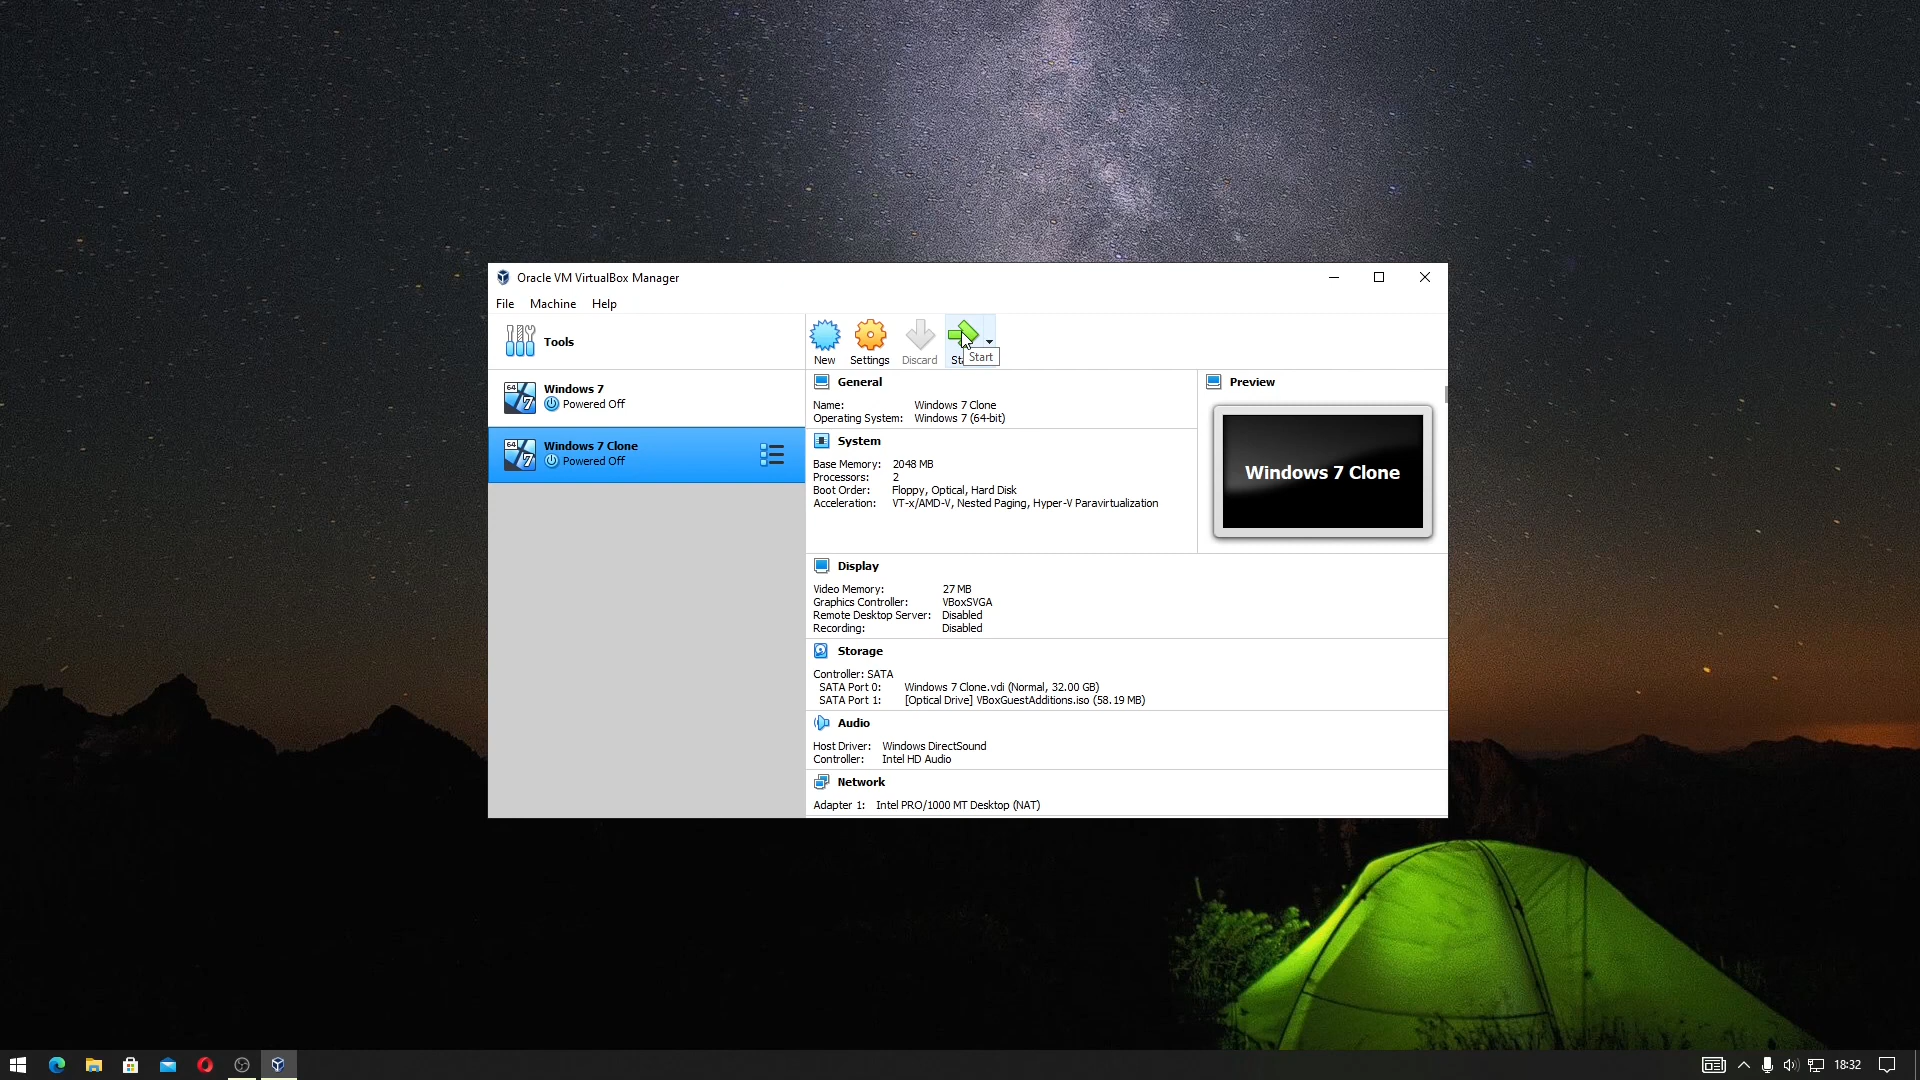 Oracle VM VirtualBox Manager
File Machine Help
Tools
New Settings Discard
Start
64 7 Windows 7
Powered Off
64 7 Windows 7 Clone
Powered Off
General
Name: Windows 7 Clone
Operating System: Windows 7 (64-bit)
System
Base Memory: 2048 MB
Processors: 2
Boot Order: Floppy, Optical, Hard Disk
Acceleration: VT-x/AMD-V, Nested Paging, Hyper-V Paravirtualization
Preview
Windows 7 Clone
Display
Video Memory: 27 MB
Graphics Controller: VBoxSVGA
Remote Desktop Server: Disabled
Recording: Disabled
Storage
Controller: SATA
SATA Port 0: Windows 7 Clone.vdi (Normal, 32.00 GB)
SATA Port 1: [Optical Drive] VBoxGuestAdditions.iso (58.19 MB)
Audio
Host Driver: Windows DirectSound
Controller: Intel HD Audio
Network
Adapter 1: Intel PRO/1000 MT Desktop (NAT)
18:32